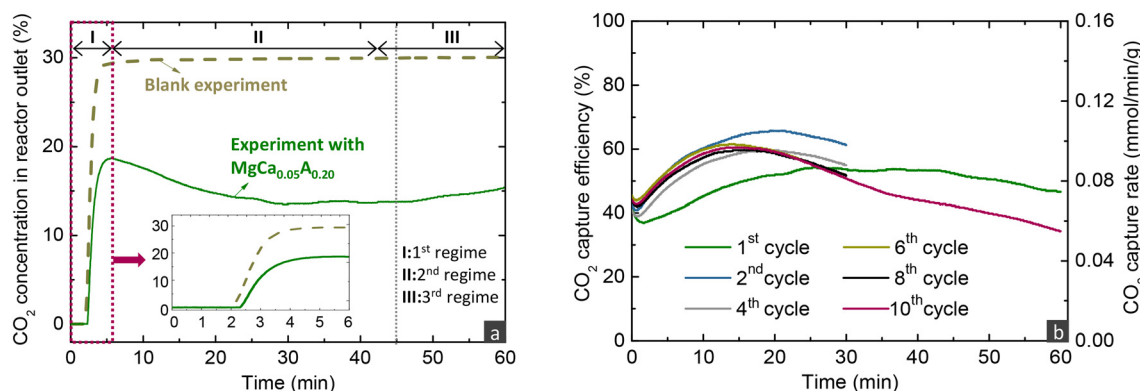 CO₂ concentration in reactor outlet (%)
40
30
20
10
0
I
II
III
Blank experiment
Experiment with
MgCa₀.₀₅A₀.₂₀
30
20
10
0
0 1 2 3 4 5 6
I:1ˢᵗ regime
II:2ⁿᵈ regime
III:3ʳᵈ regime
a
0 10 20 30 40 50 60
Time (min)
CO₂ capture efficiency (%)
100
80
60
40
20
0
1ˢᵗ cycle
2ⁿᵈ cycle
4ᵗʰ cycle
6ᵗʰ cycle
8ᵗʰ cycle
10ᵗʰ cycle
b
0 10 20 30 40 50 60
Time (min)
0.16
0.12
0.08
0.04
0.00
CO₂ capture rate (mmol/min/g)